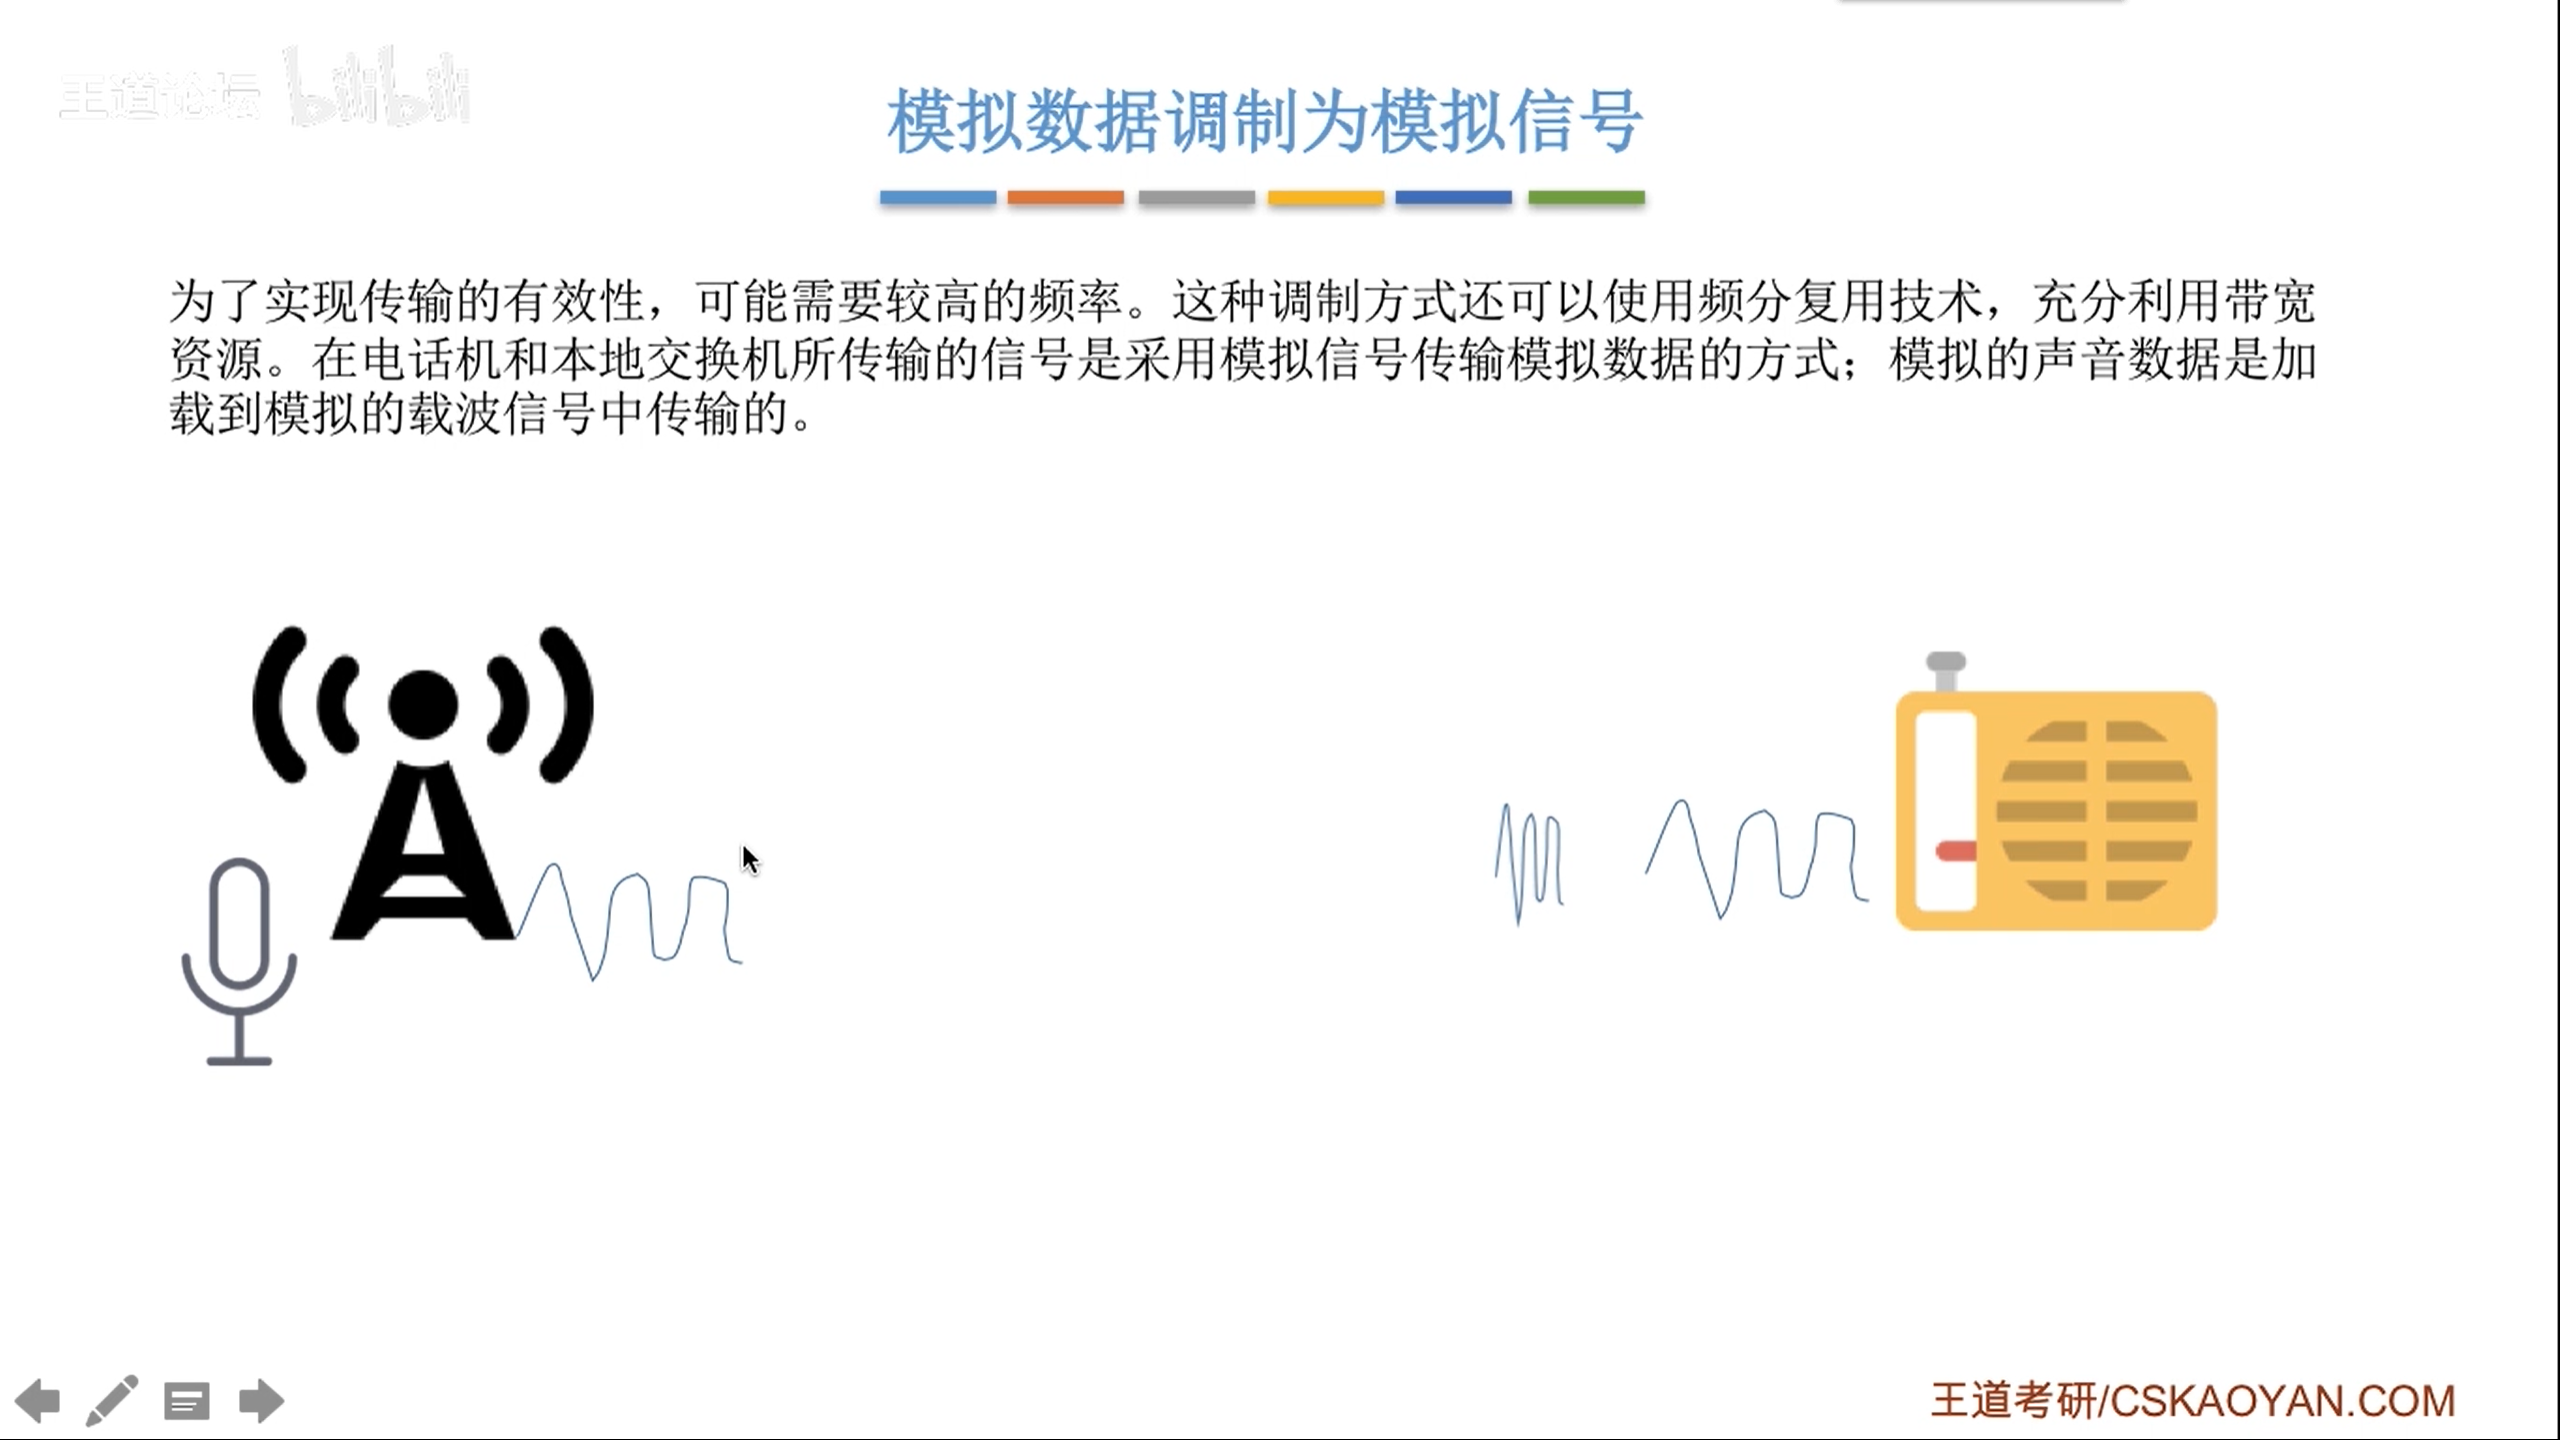 王道论坛 bilibili
模拟数据调制为模拟信号
为了实现传输的有效性，可能需要较高的频率。这种调制方式还可以使用频分复用技术，充分利用带宽
资源。在电话机和本地交换机所传输的信号是采用模拟信号传输模拟数据的方式；模拟的声音数据是加
载到模拟的载波信号中传输的。
王道考研/CSKAOYAN.COM